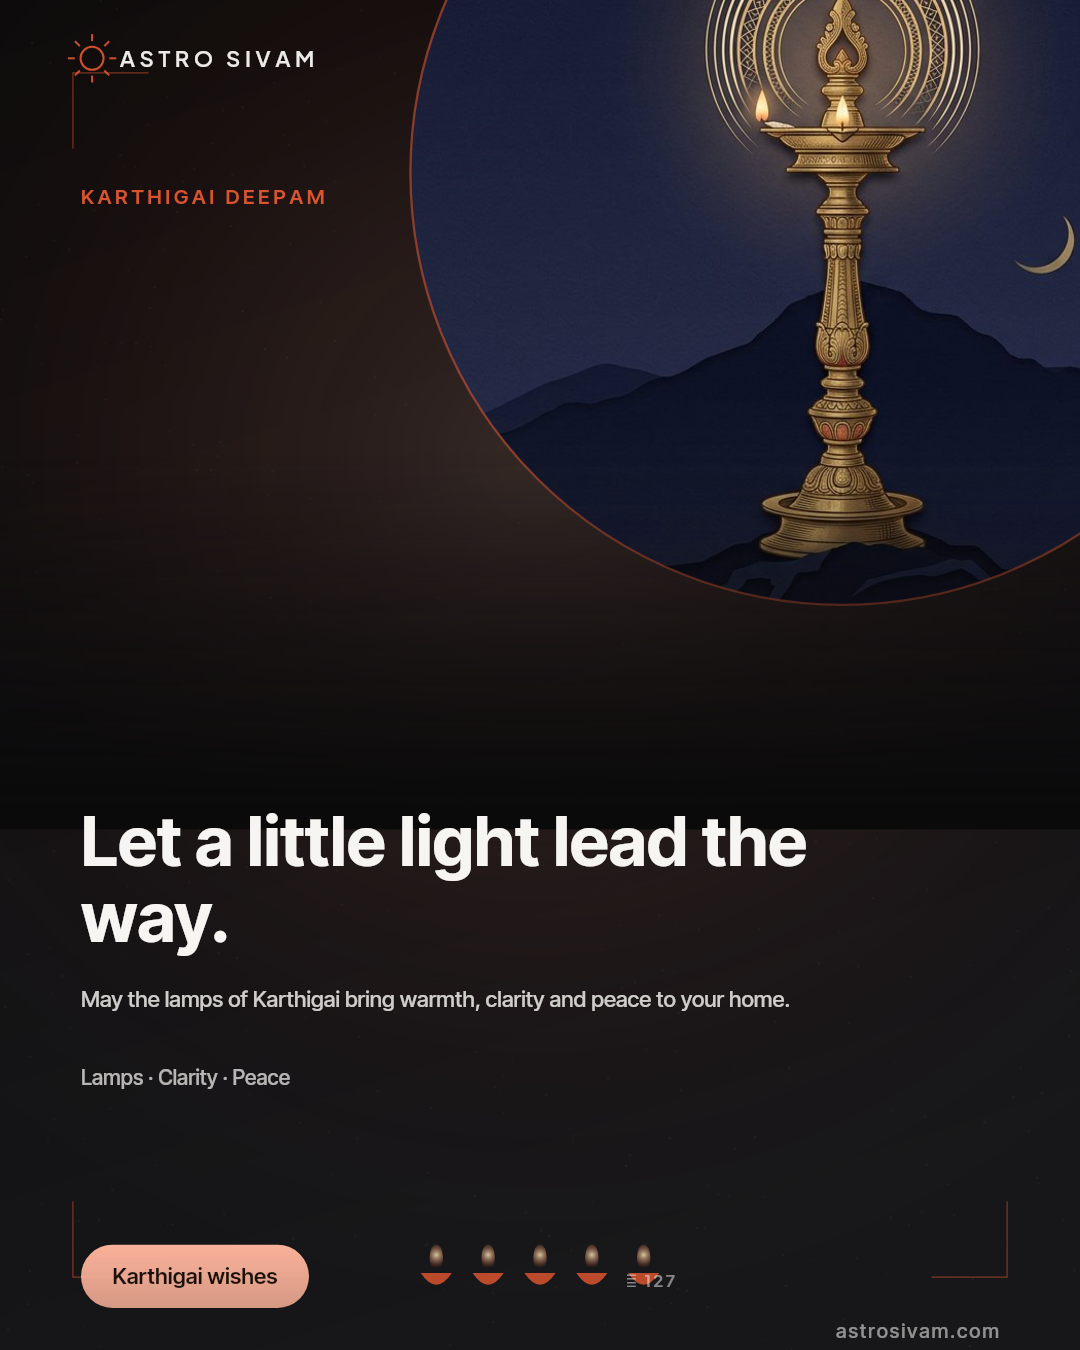 ASTRO SIVAM
KARTHIGAI DEEPAM
Let a little light lead the
way.
May the lamps of Karthigai bring warmth, clarity and peace to your home.
Lamps · Clarity · Peace
Karthigai wishes
127
astrosivam.com